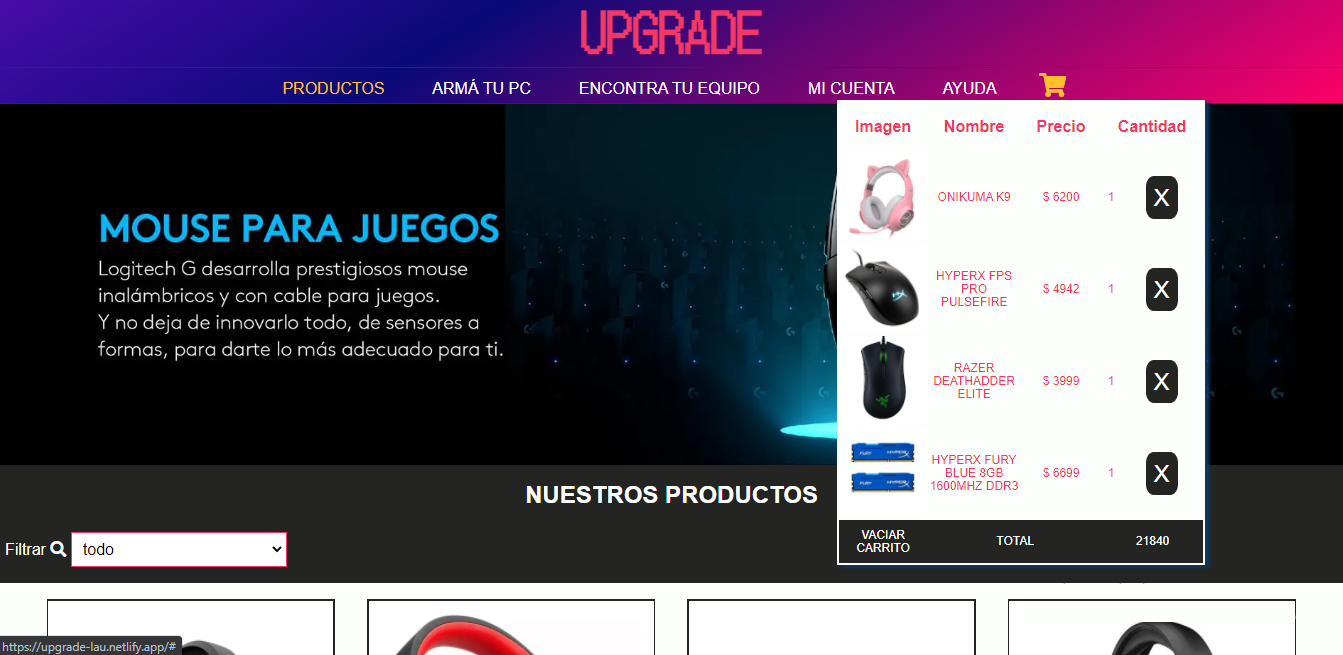 UPGRADE
PRODUCTOS ARMÁ TU PC ENCONTRA TU EQUIPO MI CUENTA AYUDA
MOUSE PARA JUEGOS
Logitech G desarrolla prestigiosos mouse
inalámbricos y con cable para juegos.
Y no deja de innovarlo todo, de sensores a
formas, para darte lo más adecuado para ti.
Imagen Nombre Precio Cantidad
ONIKUMA K9 $ 6200 1 X
HYPERX FPS
PRO
PULSEFIRE
$ 4942 1 X
RAZER
DEATHADDER
ELITE
$ 3999 1 X
FURY HYPERX
FURY HYPERX
HYPERX FURY
BLUE 8GB
1600MHZ DDR3
$ 6699 1 X
VACIAR
CARRITO
TOTAL 21840
NUESTROS PRODUCTOS
Filtrar todo
https://upgrade-lau.netlify.app/#